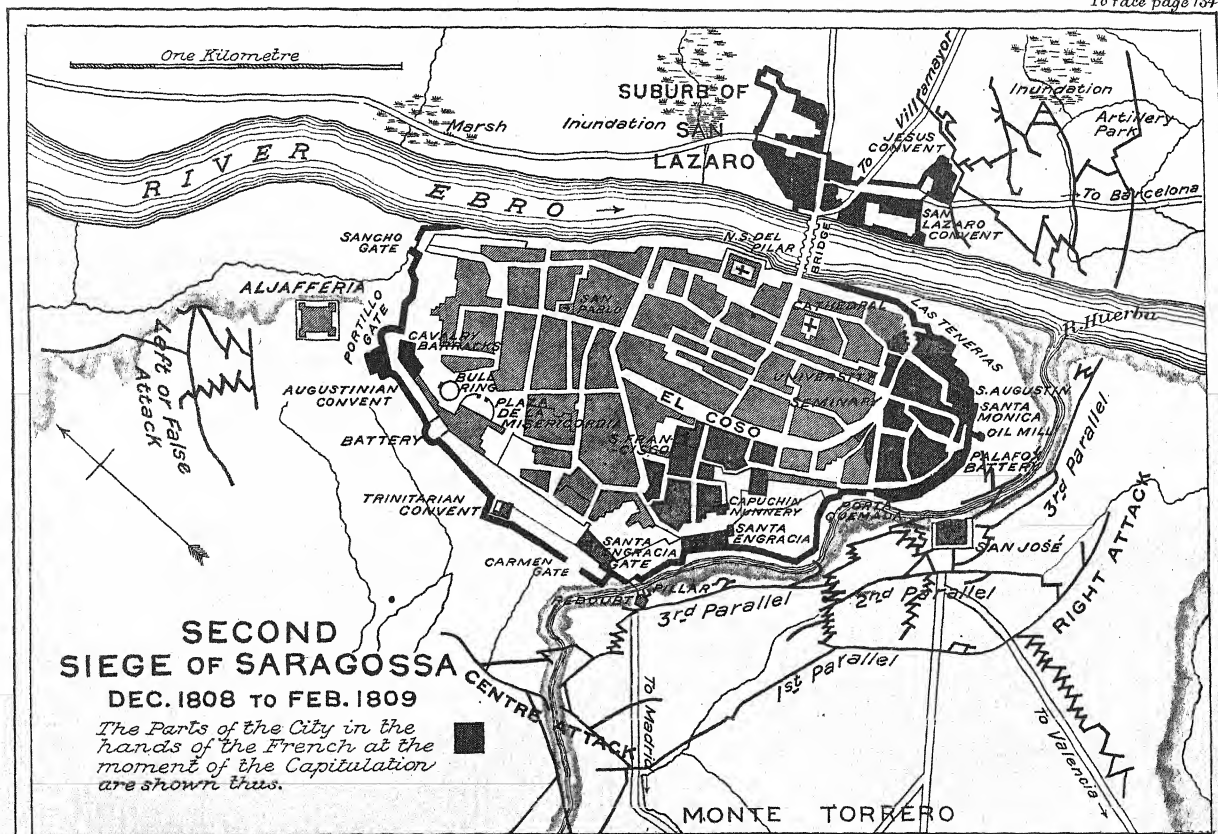 To face page 134
One Kilometre
SUBURB OF
SAN
LAZARO
Marsh
Inundation
To Villamayor
JESUS
CONVENT
Inundation
Artillery
Park
To Barcelona
SAN
LAZARO
CONVENT
RIVER
EBRO
BRIDGE
N.S. DEL
PILAR
SANCHO
GATE
ALJAFFERIA
PORTILLO
GATE
Left or False
Attack
CAVALRY
BARRACKS
AUGUSTINIAN
CONVENT
BULL
RING
PLAZA
DE LA
MISERICORDIA
BATTERY
SAN
PABLO
CATHEDRAL
LAS TENERIAS
R. Huerbu
UNIVERSITY
SEMINARY
EL COSO
S. FRAN-
CISCO
S. AUGUSTIN
SANTA
MONICA
OIL MILL
PALAFOX
BATTERY
3rd Parallel
TRINITARIAN
CONVENT
CAPUCHIN
NUNNERY
PORTA
QUEMADA
SANTA
ENGRACIA
SANTA
ENGRACIA
GATE
CARMEN
GATE
PILLAR
REDOUBT
SAN JOSÉ
3rd Parallel
2nd Parallel
1st Parallel
RIGHT ATTACK
CENTRE ATTACK
To Madrid
To Valencia
MONTE TORRERO
SECOND
SIEGE OF SARAGOSSA
DEC. 1808 TO FEB. 1809
The Parts of the City in the
hands of the French at the
moment of the Capitulation
are shown thus.